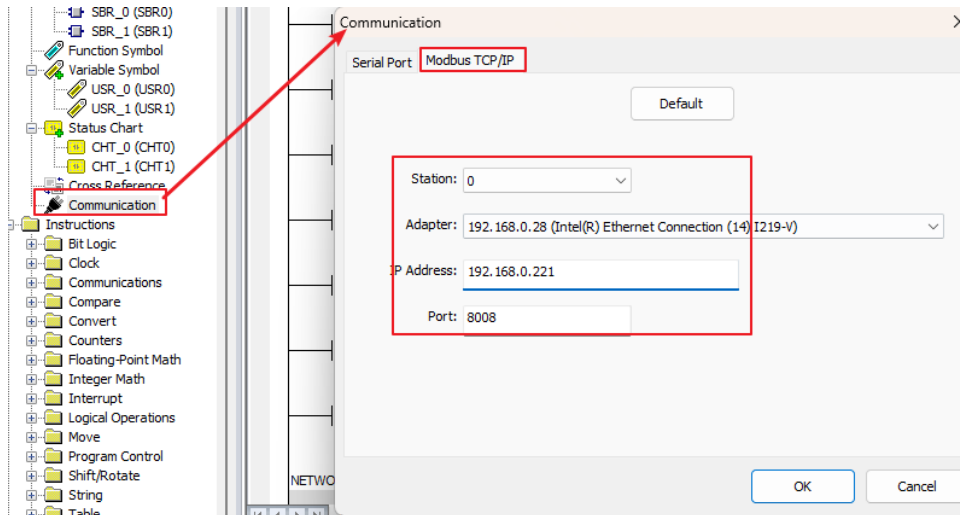 SBR_0 (SBR0)
SBR_1 (SBR1)
Function Symbol
Variable Symbol
USR_0 (USR0)
USR_1 (USR1)
Status Chart
CHT_0 (CHT0)
CHT_1 (CHT1)
Cross Reference
Communication
Instructions
Bit Logic
Clock
Communications
Compare
Convert
Counters
Floating-Point Math
Integer Math
Interrupt
Logical Operations
Move
Program Control
Shift/Rotate
String
Table
NETWO
Communication
Serial Port
Modbus TCP/IP
Default
Station: 0
Adapter: 192.168.0.28 (Intel(R) Ethernet Connection (14) I219-V)
IP Address: 192.168.0.221
Port: 8008
OK
Cancel